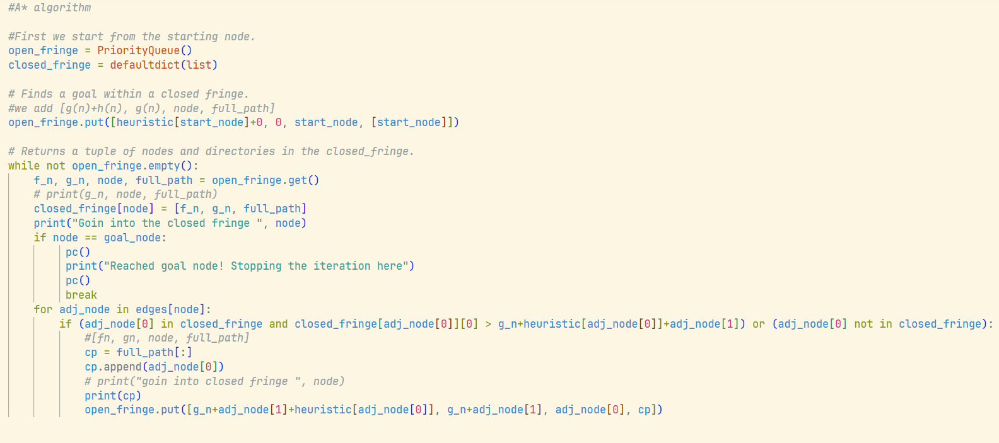 #A* algorithm
#First we start from the starting node.
open_fringe = PriorityQueue()
closed_fringe = defaultdict(list)
# Finds a goal within a closed fringe.
#we add [g(n)+h(n), g(n), node, full_path]
open_fringe.put([heuristic[start_node]+0, 0, start_node, [start_node]])
# Returns a tuple of nodes and directories in the closed_fringe.
while not open_fringe.empty():
    f_n, g_n, node, full_path = open_fringe.get()
    # print(g_n, node, full_path)
    closed_fringe[node] = [f_n, g_n, full_path]
    print("Goin into the closed fringe ", node)
    if node == goal_node:
         pc()
         print("Reached goal node! Stopping the iteration here")
         pc()
         break
    for adj_node in edges[node]:
        if (adj_node[0] in closed_fringe and closed_fringe[adj_node[0]][0] > g_n+heuristic[adj_node[0]]+adj_node[1]) or (adj_node[0] not in closed_fringe):
            #[fn, gn, node, full_path]
            cp = full_path[:]
            cp.append(adj_node[0])
            # print("goin into closed fringe ", node)
            print(cp)
            open_fringe.put([g_n+adj_node[1]+heuristic[adj_node[0]], g_n+adj_node[1], adj_node[0], cp])